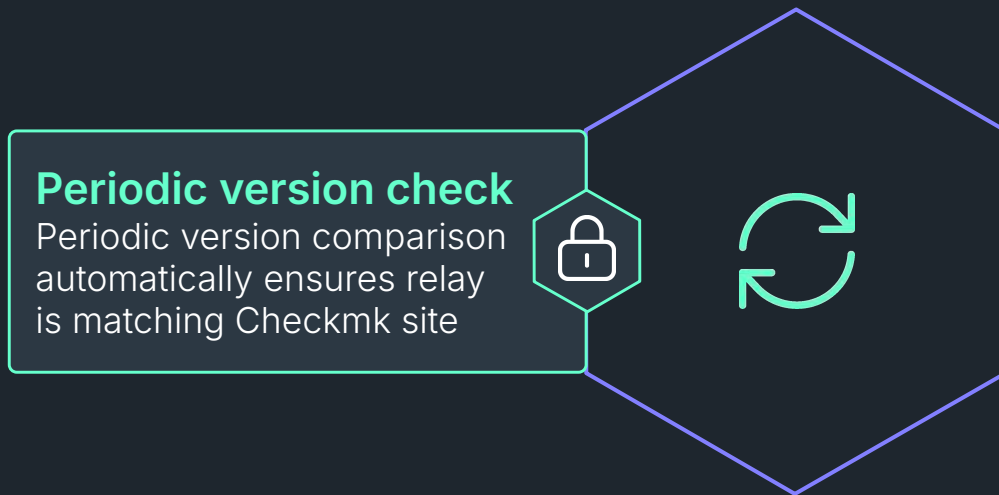 Periodic version check
Periodic version comparison
automatically ensures relay
is matching Checkmk site